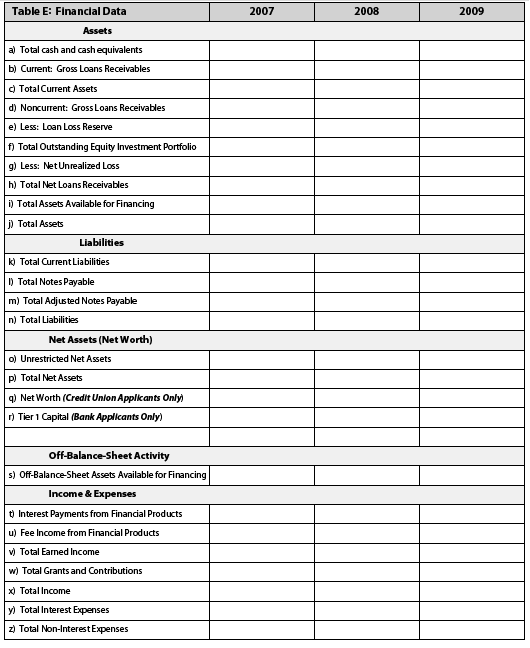 Table E: Financial Data 2007 2008 2009
Assets
a) Total cash and cash equivalents
b) Current: Gross Loans Receivables
c) Total Current Assets
d) Noncurrent: Gross Loans Receivables
e) Less: Loan Loss Reserve
f) Total Outstanding Equity Investment Portfolio
g) Less: Net Unrealized Loss
h) Total Net Loans Receivables
i) Total Assets Available for Financing
j) Total Assets
Liabilities
k) Total Current Liabilities
l) Total Notes Payable
m) Total Adjusted Notes Payable
n) Total Liabilities
Net Assets (Net Worth)
o) Unrestricted Net Assets
p) Total Net Assets
q) Net Worth (Credit Union Applicants Only)
r) Tier 1 Capital (Bank Applicants Only)
Off-Balance-Sheet Activity
s) Off-Balance-Sheet Assets Available for Financing
Income & Expenses
t) Interest Payments from Financial Products
u) Fee Income from Financial Products
v) Total Earned Income
w) Total Grants and Contributions
x) Total Income
y) Total Interest Expenses
z) Total Non-Interest Expenses